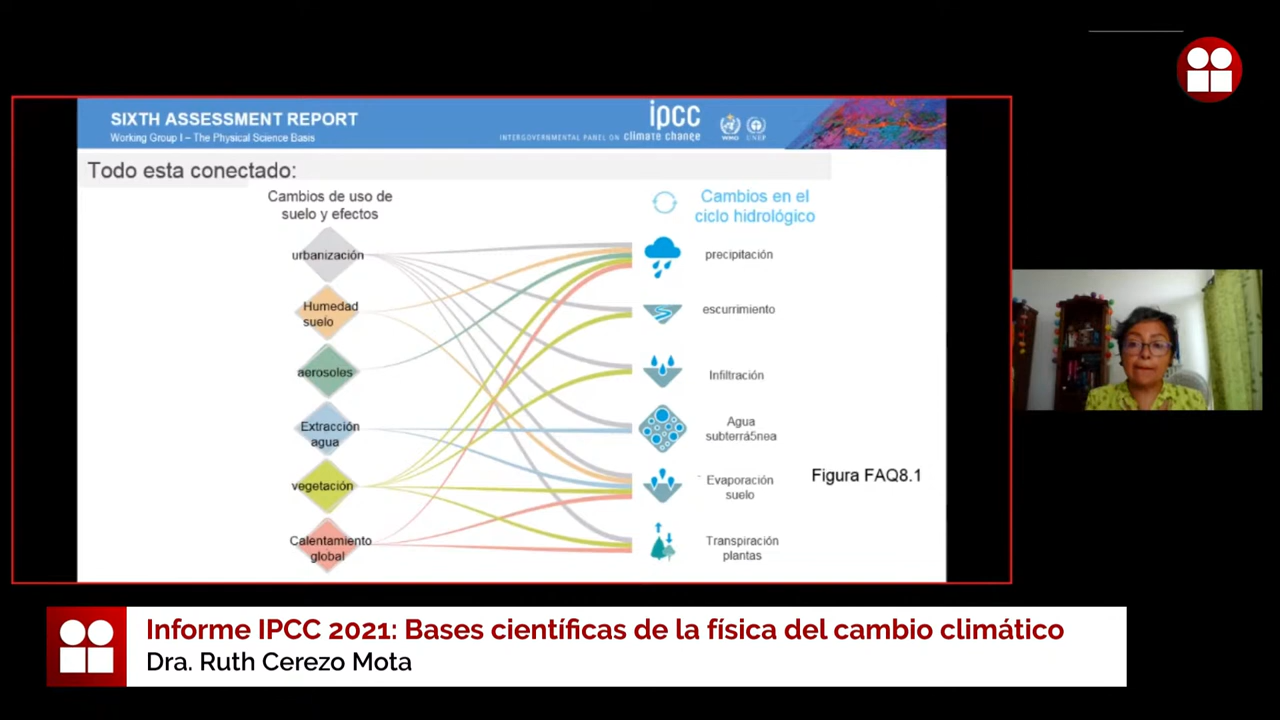 SIXTH ASSESSMENT REPORT
Working Group I – The Physical Science Basis
ipcc
INTERGOVERNMENTAL PANEL ON climate change
WMO
UNEP
Todo esta conectado:
Cambios de uso de
suelo y efectos
urbanización
Humedad
suelo
aerosoles
Extracción
agua
vegetación
Calentamiento
global
Cambios en el
ciclo hidrológico
precipitación
escurrimiento
Infiltración
Agua
subterrá5nea
Evaporación
suelo
Transpiración
plantas
Figura FAQ8.1
Informe IPCC 2021: Bases científicas de la física del cambio climático
Dra. Ruth Cerezo Mota